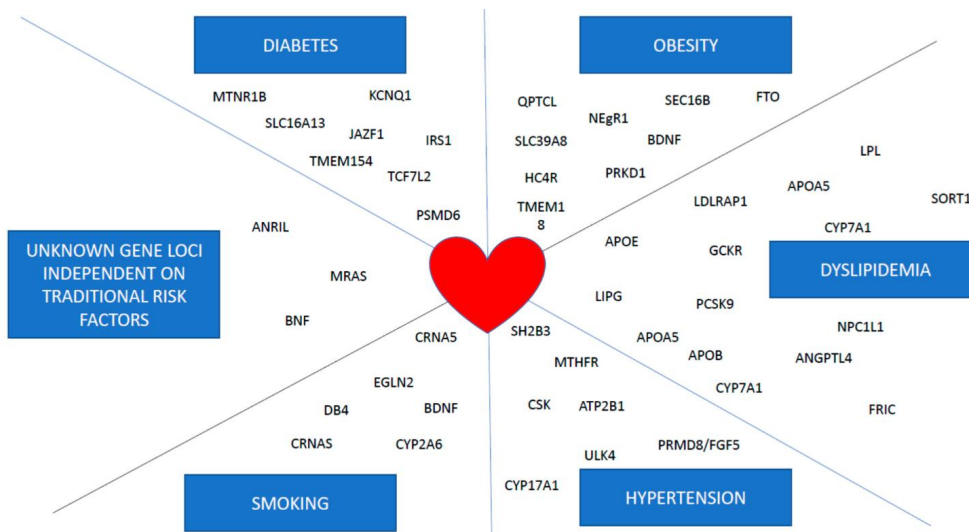 DIABETES
OBESITY
MTNR1B
KCNQ1
SLC16A13
JAZF1
IRS1
TMEM154
TCF7L2
PSMD6
QPTCL
SEC16B
FTO
NEgR1
SLC39A8
BDNF
HC4R
PRKD1
TMEM1
8
LPL
APOA5
LDLRAP1
SORT1
CYP7A1
APOE
GCKR
DYSLIPIDEMIA
LIPG
PCSK9
NPC1L1
APOA5
APOB
ANGPTL4
CYP7A1
FRIC
UNKNOWN GENE LOCI
INDEPENDENT ON
TRADITIONAL RISK
FACTORS
ANRIL
MRAS
BNF
CRNA5
EGLN2
DB4
BDNF
CRNAS
CYP2A6
SMOKING
SH2B3
MTHFR
CSK
ATP2B1
PRMD8/FGF5
ULK4
CYP17A1
HYPERTENSION